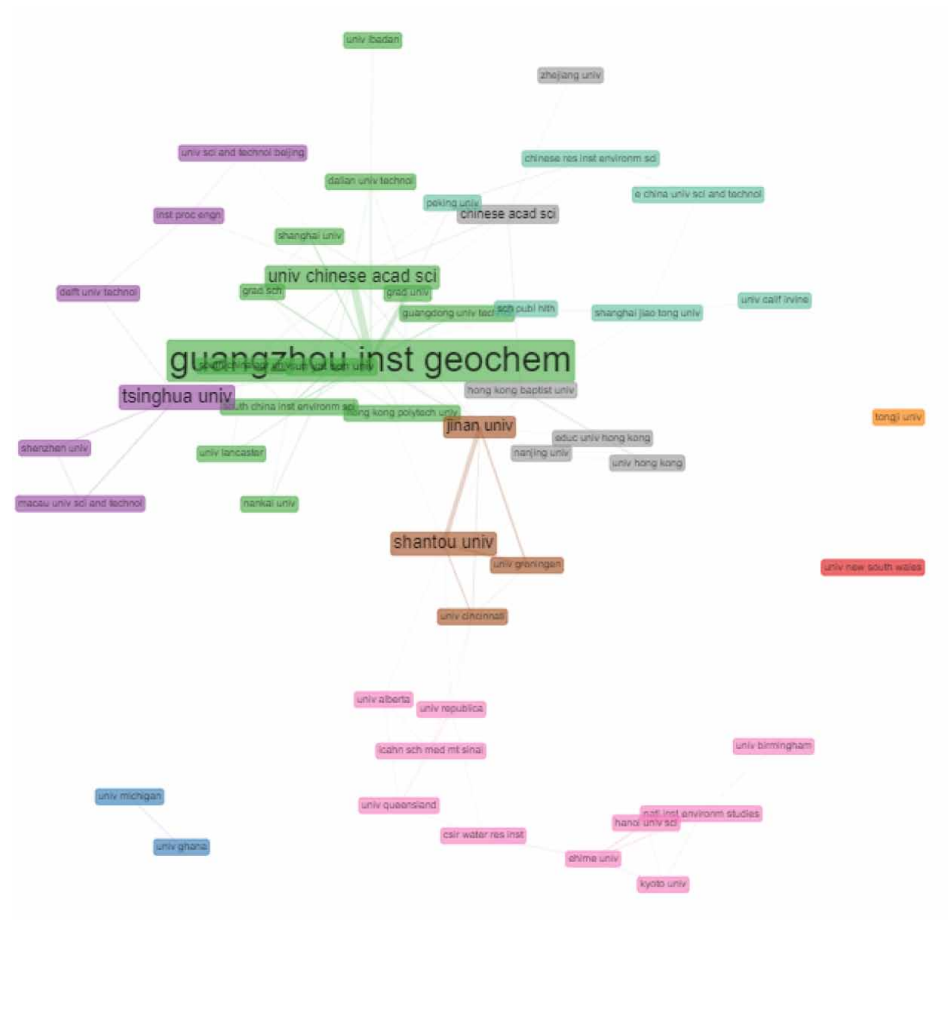 univ ibadan
zhejiang univ
univ sci and technol beijing
chinese res inst environm sci
dalian univ technol
e china univ sci and technol
peking univ
inst proc engn
chinese acad sci
shanghai univ
univ chinese acad sci
grad sch
grad univ
delft univ technol
univ calif irvine
guangdong univ technol
sch publ hlth
shanghai jiao tong univ
guangzhou inst geochem
sun yat sen univ
hong kong baptist univ
tsinghua univ
south china inst environm sci
hong kong polytech univ
tongji univ
jinan univ
educ univ hong kong
shenzhen univ
univ lancaster
nanjing univ
univ hong kong
macau univ sci and technol
nankai univ
shantou univ
univ groningen
univ new south wales
univ cincinnati
univ alberta
univ republica
icahn sch med mt sinai
univ birmingham
univ michigan
univ queensland
natl inst environm studies
hanoi univ sci
csir water res inst
univ ghana
ehime univ
kyoto univ